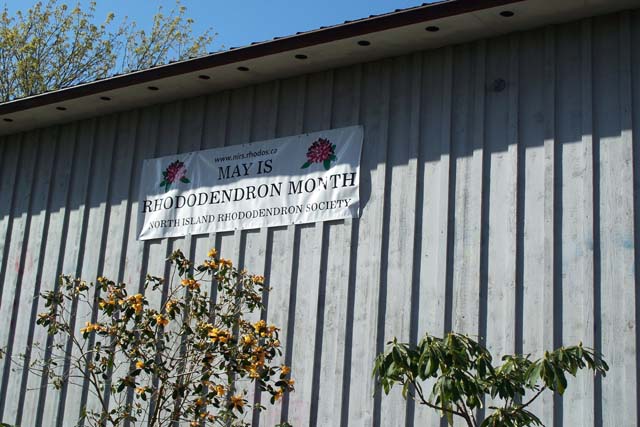 www.nirs.rhodos.ca
MAY IS
RHODODENDRON MONTH
NORTH ISLAND RHODODENDRON SOCIETY